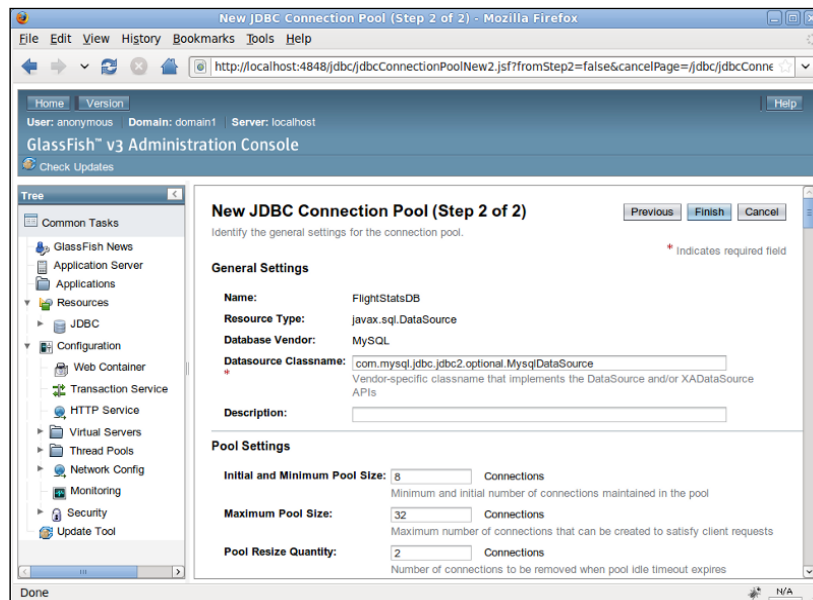 New JDBC Connection Pool (Step 2 of 2) - Mozilla Firefox
File Edit View History Bookmarks Tools Help
http://localhost:4848/jdbc/jdbcConnectionPoolNew2.jsf?fromStep2=false&cancelPage=/jdbc/jdbcConne
Home Version Help
User: anonymous Domain: domain1 Server: localhost
GlassFish™ v3 Administration Console
Check Updates
Tree
Common Tasks
GlassFish News
Application Server
Applications
Resources
JDBC
Configuration
Web Container
Transaction Service
HTTP Service
Virtual Servers
Thread Pools
Network Config
Monitoring
Security
Update Tool
New JDBC Connection Pool (Step 2 of 2)
Previous Finish Cancel
Identify the general settings for the connection pool.
* Indicates required field
General Settings
Name: FlightStatsDB
Resource Type: javax.sql.DataSource
Database Vendor: MySQL
Datasource Classname: com.mysql.jdbc.jdbc2.optional.MysqlDataSource
*
Vendor-specific classname that implements the DataSource and/or XADataSource
APIs
Description:
Pool Settings
Initial and Minimum Pool Size: 8 Connections
Minimum and initial number of connections maintained in the pool
Maximum Pool Size: 32 Connections
Maximum number of connections that can be created to satisfy client requests
Pool Resize Quantity: 2 Connections
Number of connections to be removed when pool idle timeout expires
Done N/A